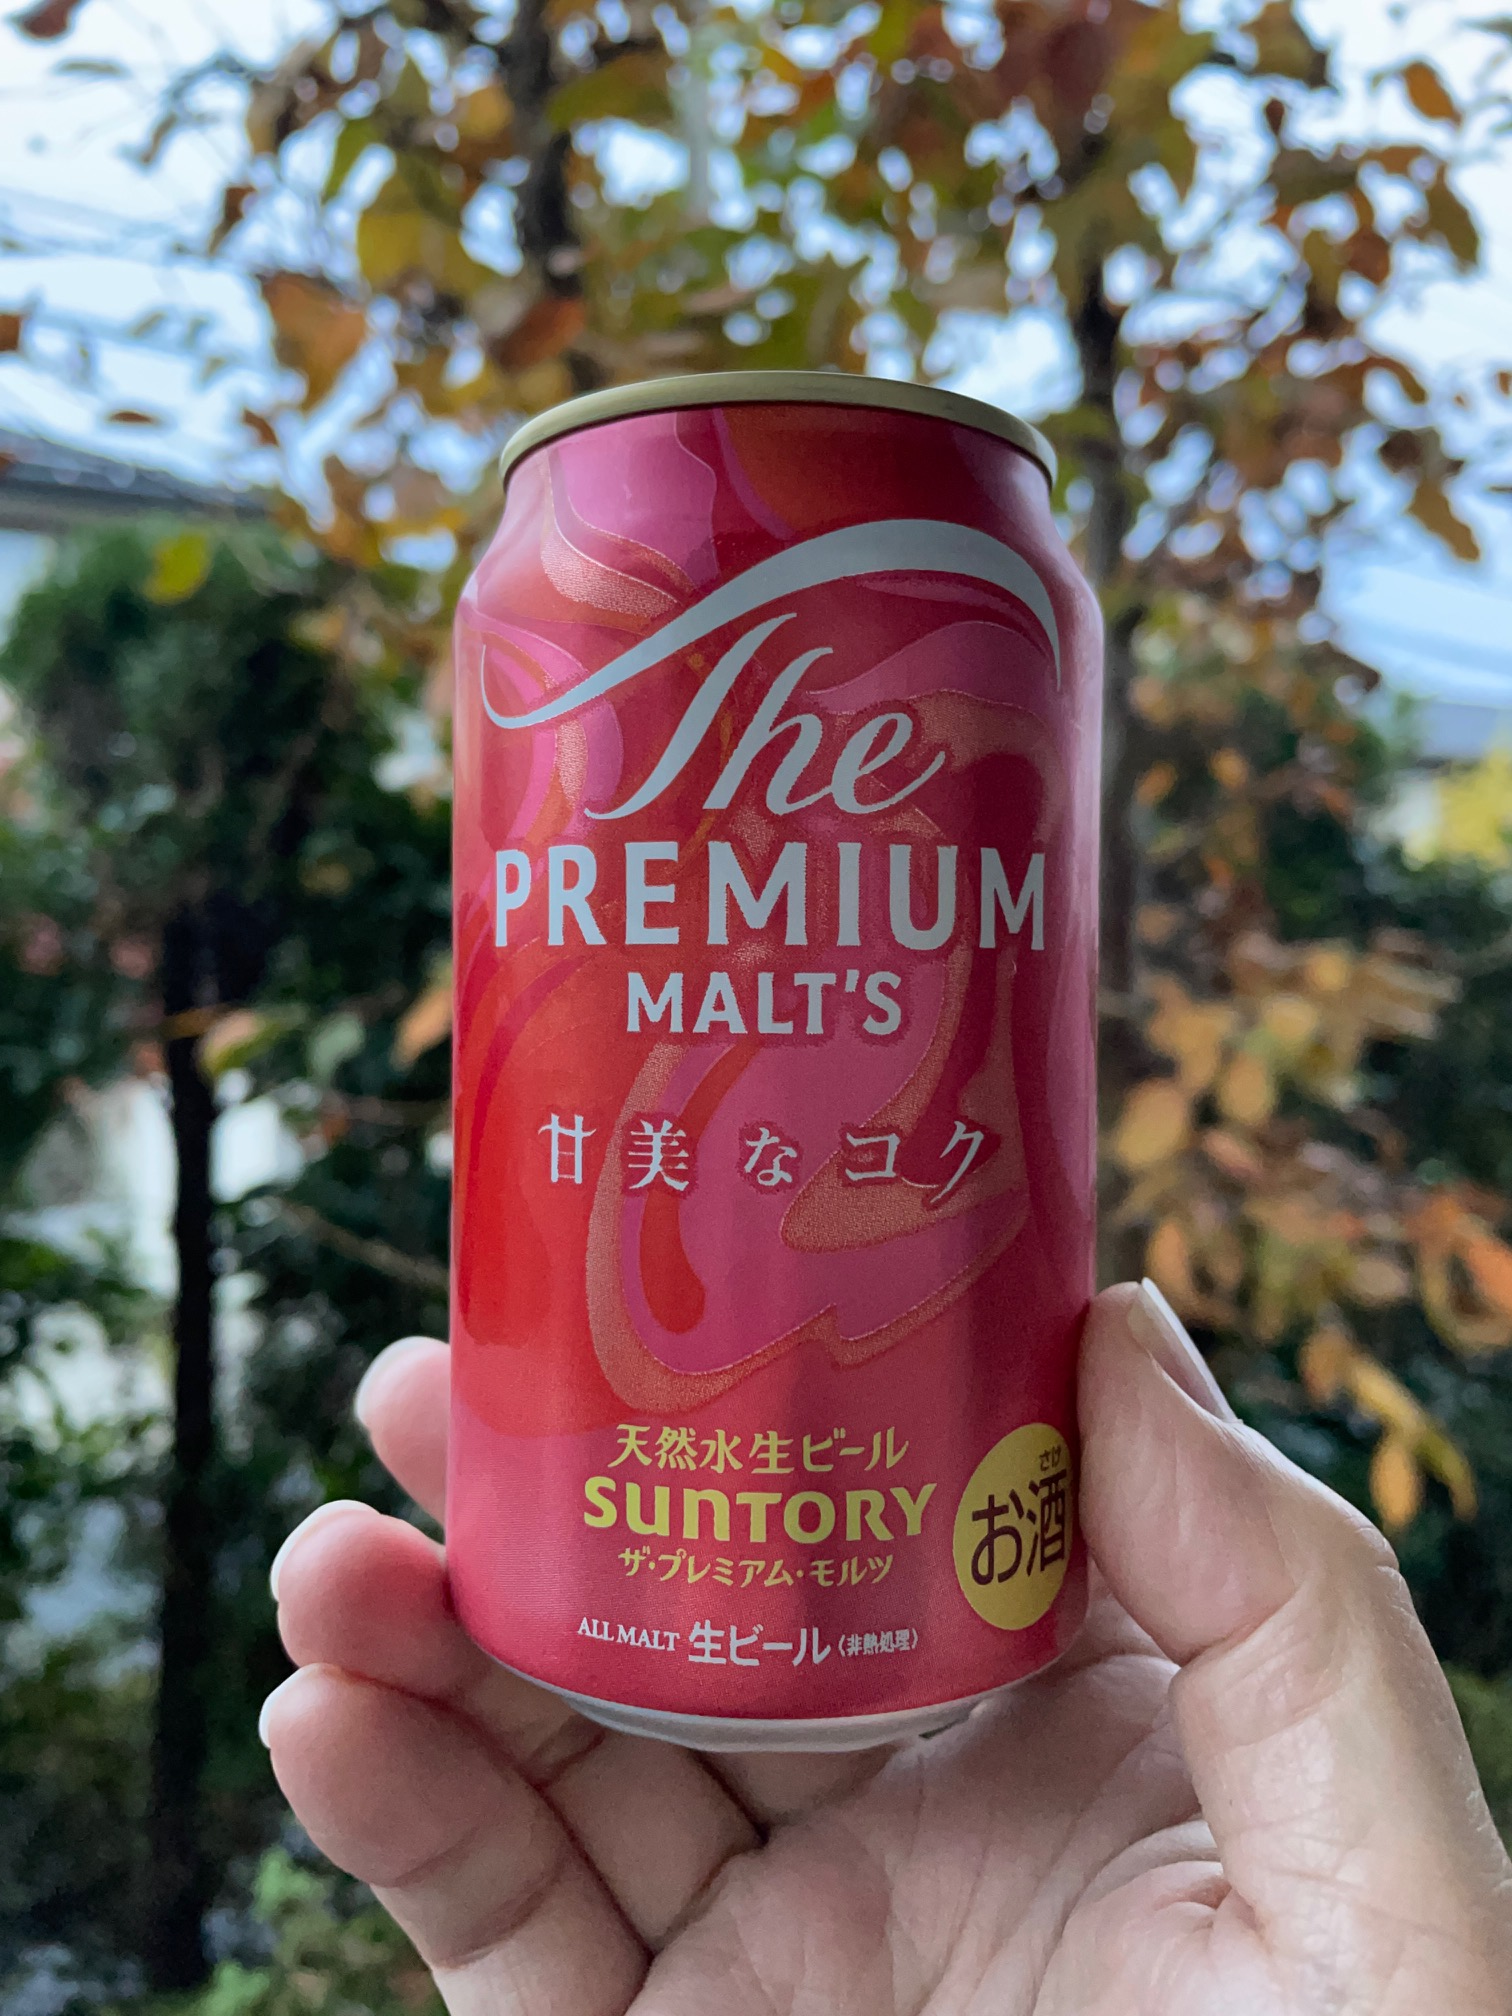 The
PREMIUM
MALT'S
甘美なコク
天然水生ビール
SUNTORY
ザ・プレミアム・モルツ
ALL MALT 生ビール〈非熱処理〉
さけ
お酒